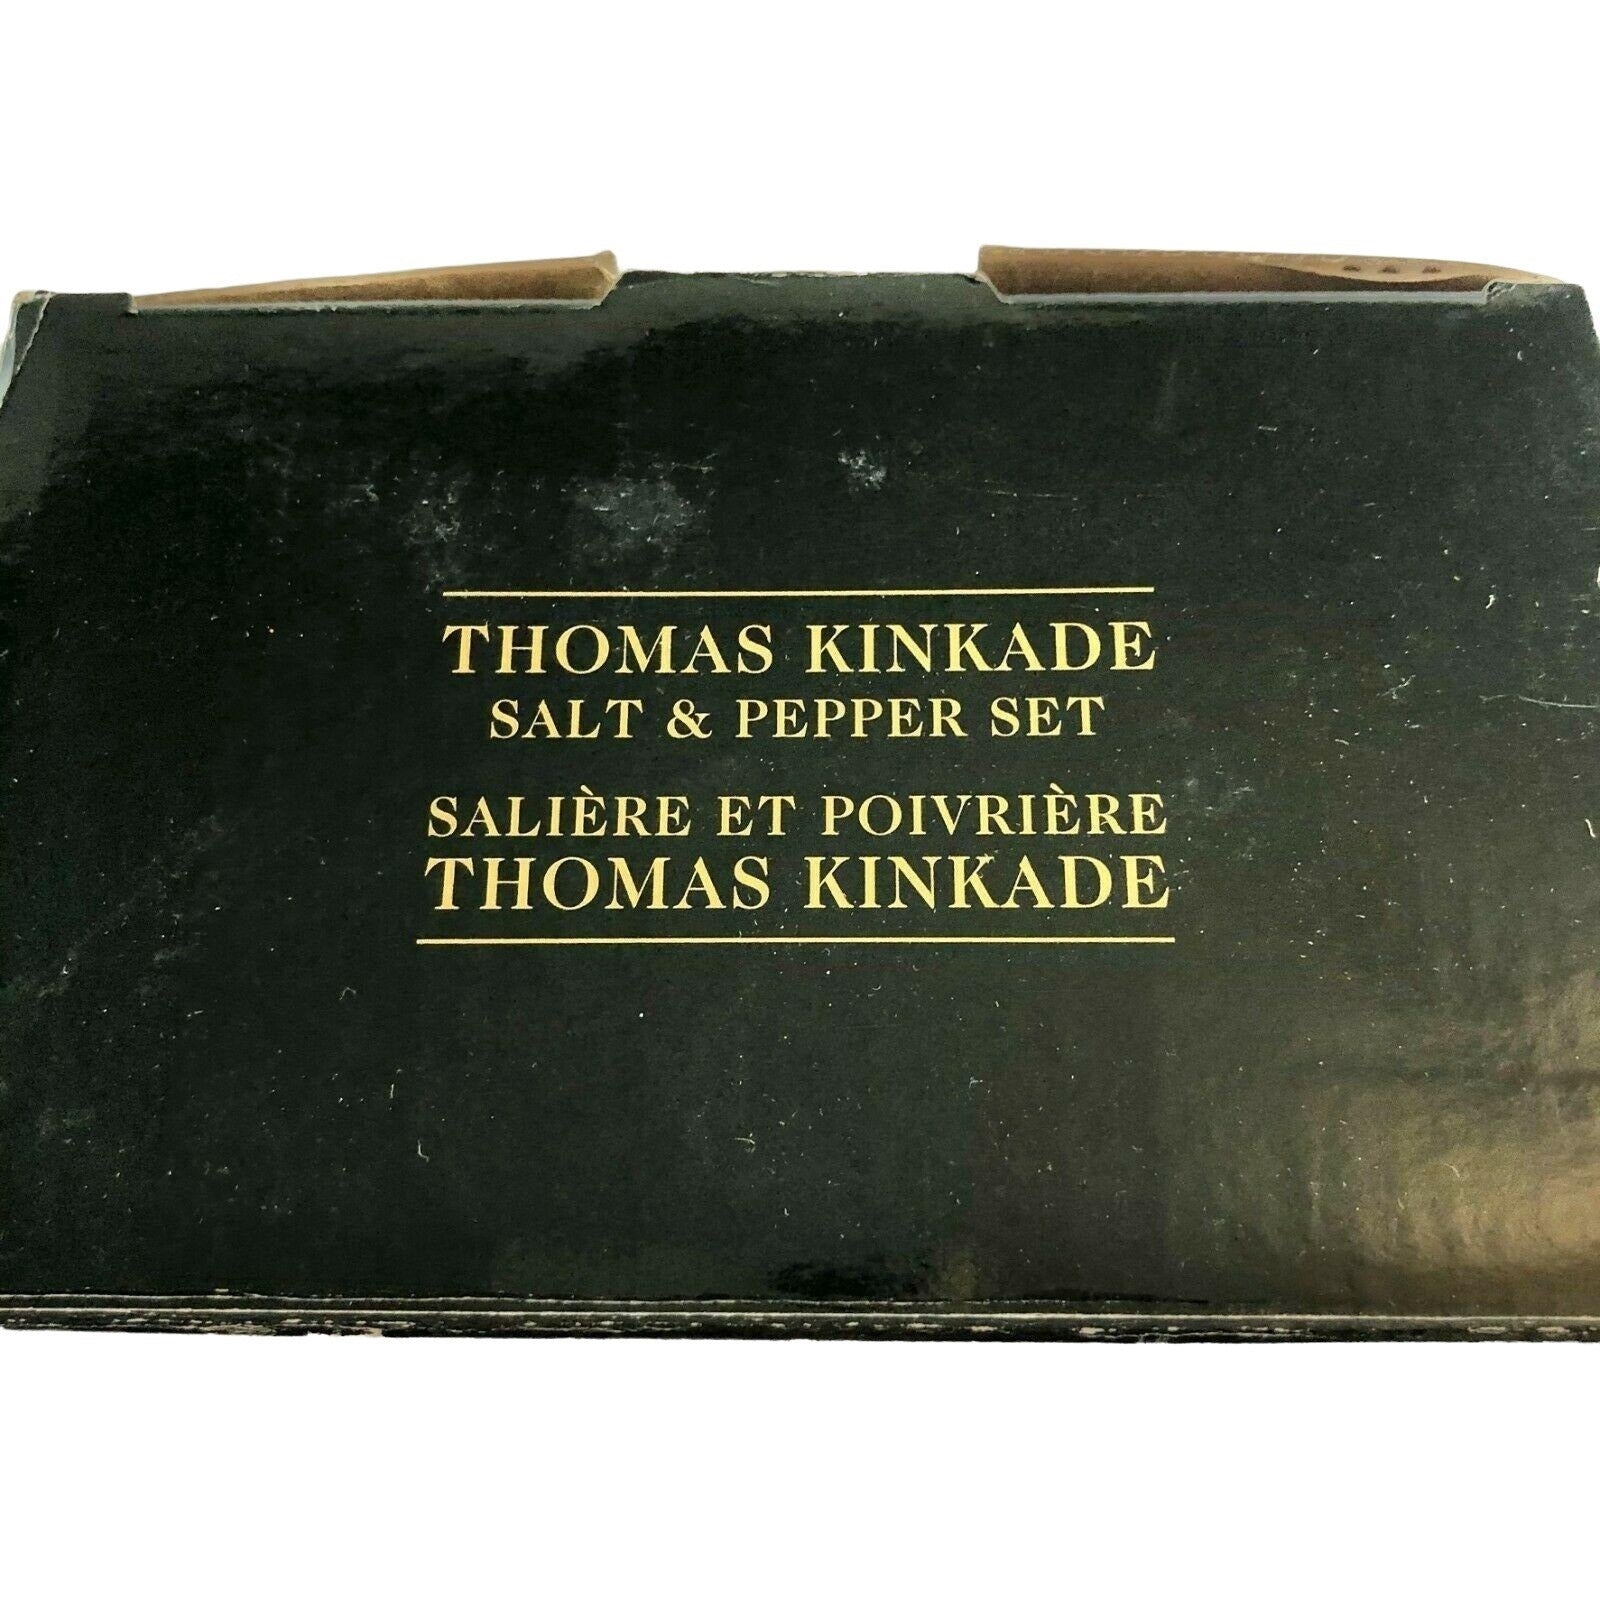 THOMAS KINKADE
SALT & PEPPER SET
SALIÈRE ET POIVRIÈRE
THOMAS KINKADE